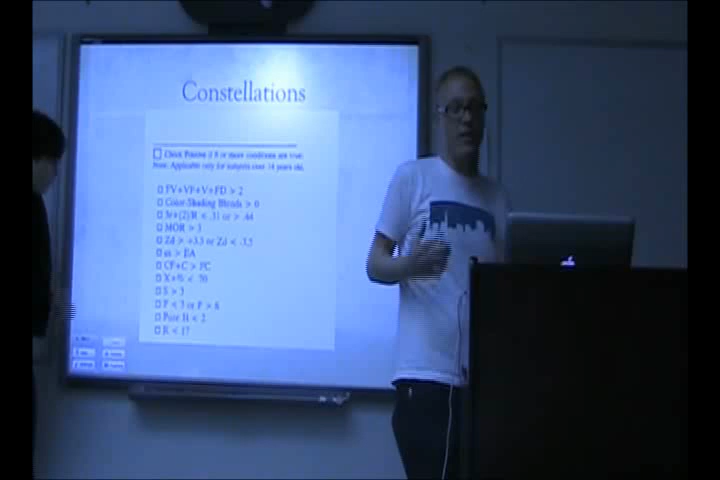 Constellations
Check Positive if 8 or more conditions are true:
Note: Applicable only for subjects over 14 years old.
FV+VF+V+FD > 2
Color-Shading Blends > 0
3r+(2)/R < .31 or > .44
MOR > 3
Zd > +3.5 or Zd < -3.5
es > EA
CF+C > FC
X+% < .70
S > 3
P < 3 or P > 8
Pure H < 2
R < 17